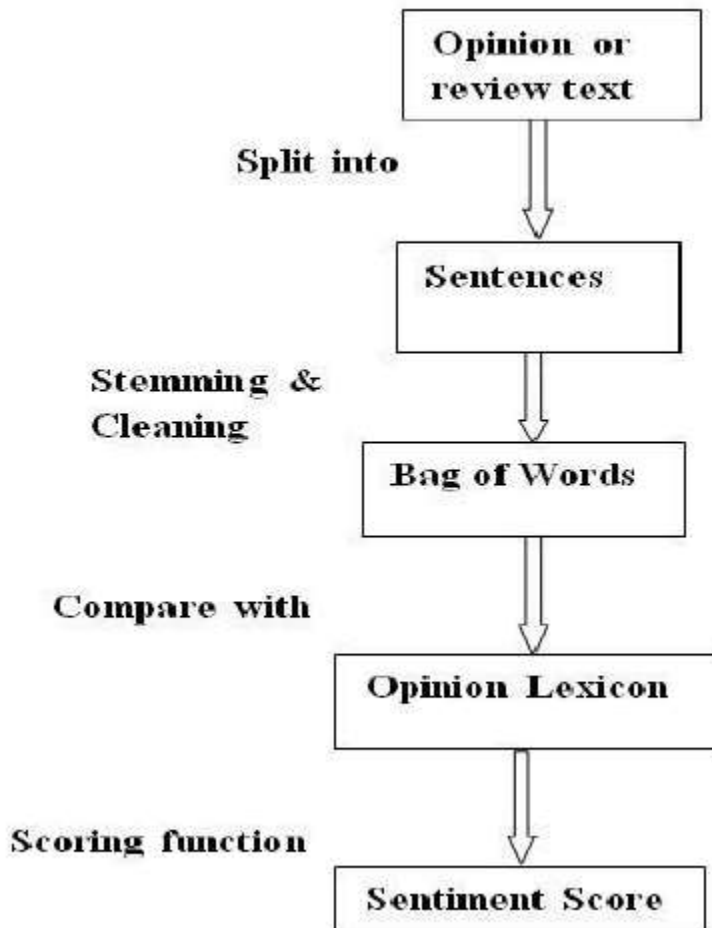 Opinion or
review text
Split into
Sentences
Stemming &
Cleaning
Bag of Words
Compare with
Opinion Lexicon
Scoring function
Sentiment Score